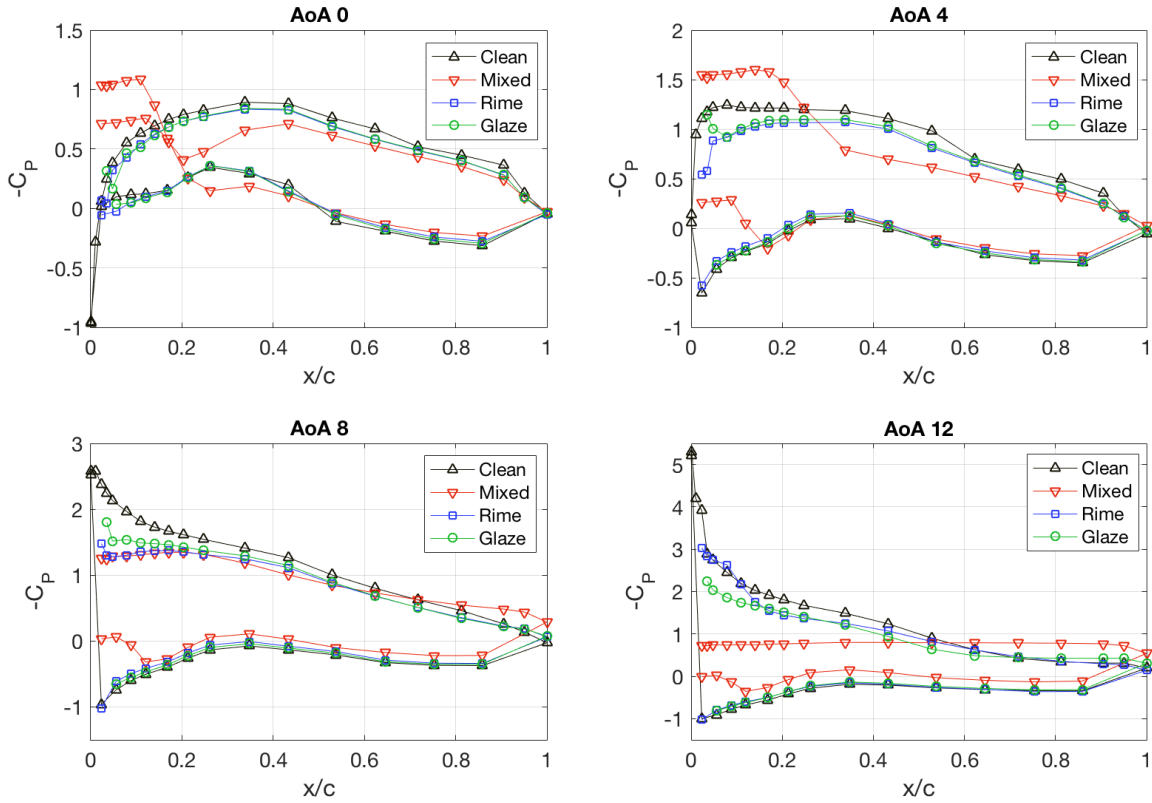 AoA 0
1.5
1
0.5
0
-0.5
-1
-C_P
0 0.2 0.4 0.6 0.8 1
x/c
Clean
Mixed
Rime
Glaze
AoA 4
2
1.5
1
0.5
0
-0.5
-1
-C_P
0 0.2 0.4 0.6 0.8 1
x/c
Clean
Mixed
Rime
Glaze
AoA 8
3
2
1
0
-1
-C_P
0 0.2 0.4 0.6 0.8 1
x/c
Clean
Mixed
Rime
Glaze
AoA 12
5
4
3
2
1
0
-1
-C_P
0 0.2 0.4 0.6 0.8 1
x/c
Clean
Mixed
Rime
Glaze